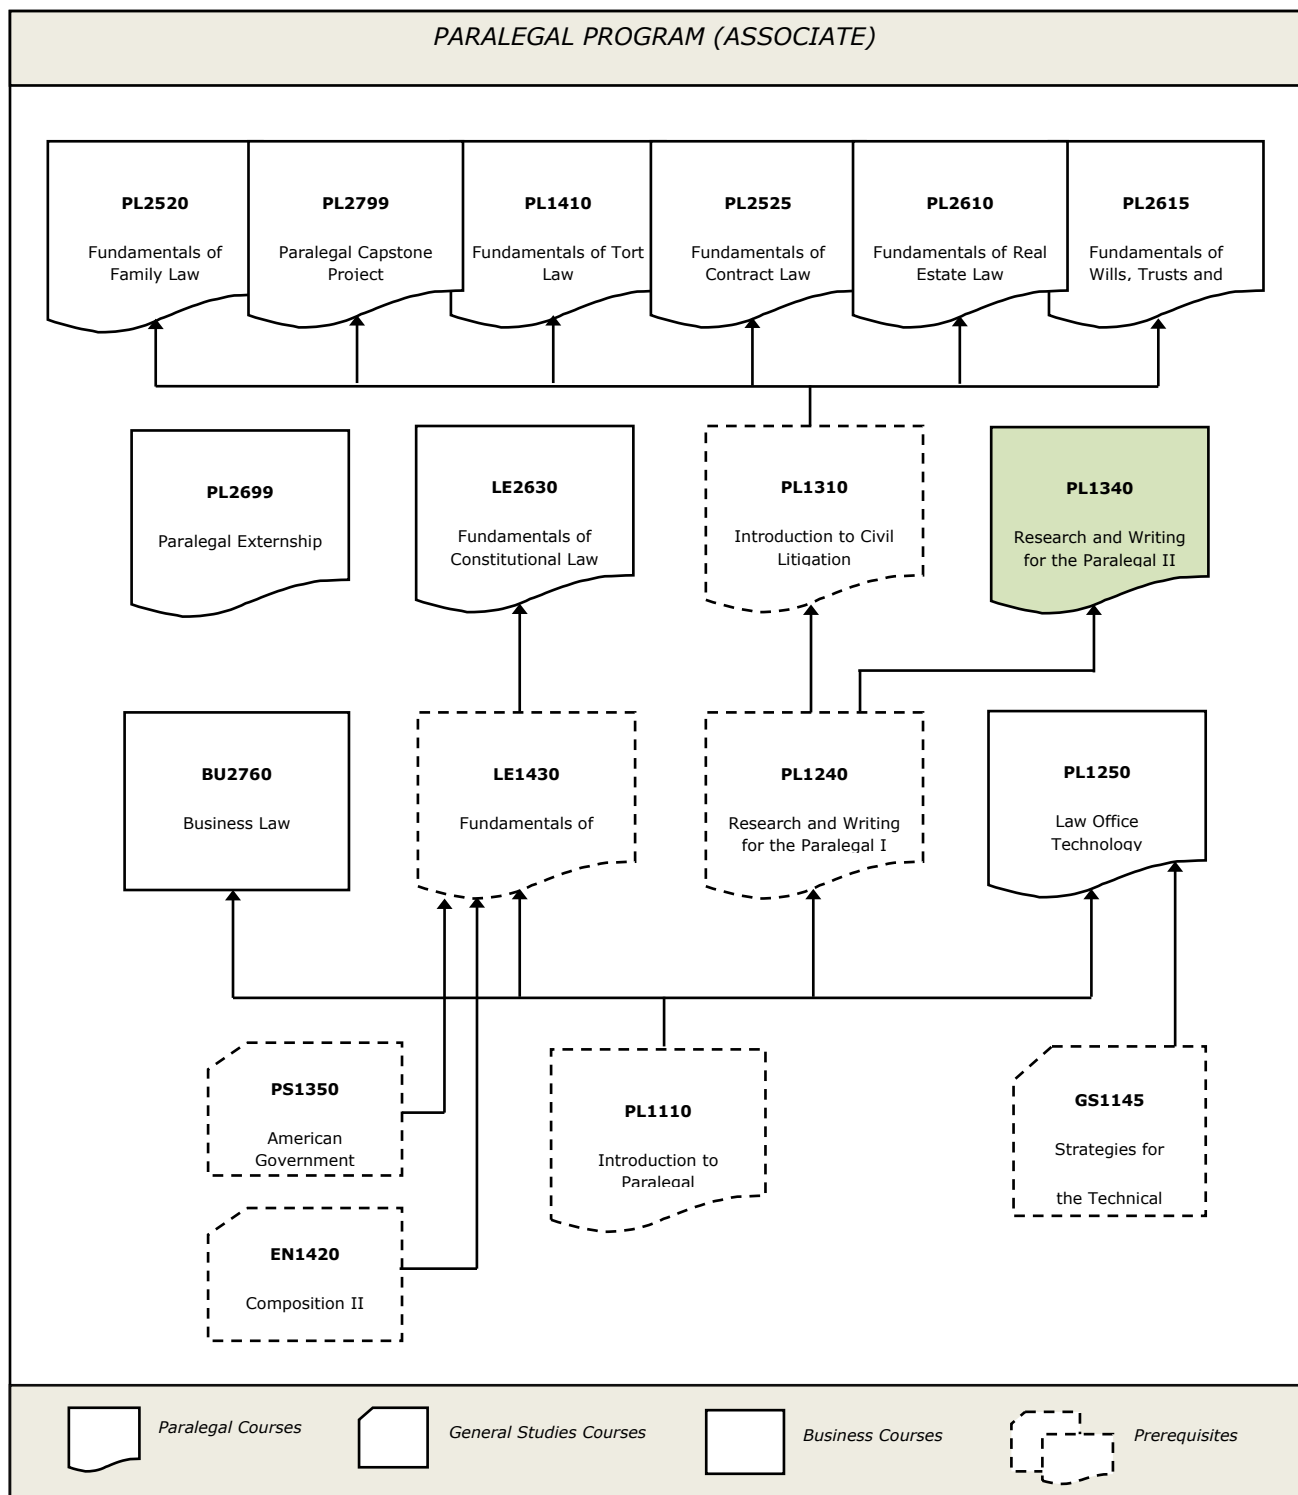 PARALEGAL PROGRAM (ASSOCIATE)
PL2520
Fundamentals of
Family Law
PL2799
Paralegal Capstone
Project
PL1410
Fundamentals of Tort
Law
PL2525
Fundamentals of
Contract Law
PL2610
Fundamentals of Real
Estate Law
PL2615
Fundamentals of
Wills, Trusts and
PL2699
Paralegal Externship
LE2630
Fundamentals of
Constitutional Law
PL1310
Introduction to Civil
Litigation
PL1340
Research and Writing
for the Paralegal II
BU2760
Business Law
LE1430
Fundamentals of
PL1240
Research and Writing
for the Paralegal I
PL1250
Law Office
Technology
PS1350
American
Government
PL1110
Introduction to
Paralegal
GS1145
Strategies for
the Technical
EN1420
Composition II
Paralegal Courses
General Studies Courses
Business Courses
Prerequisites